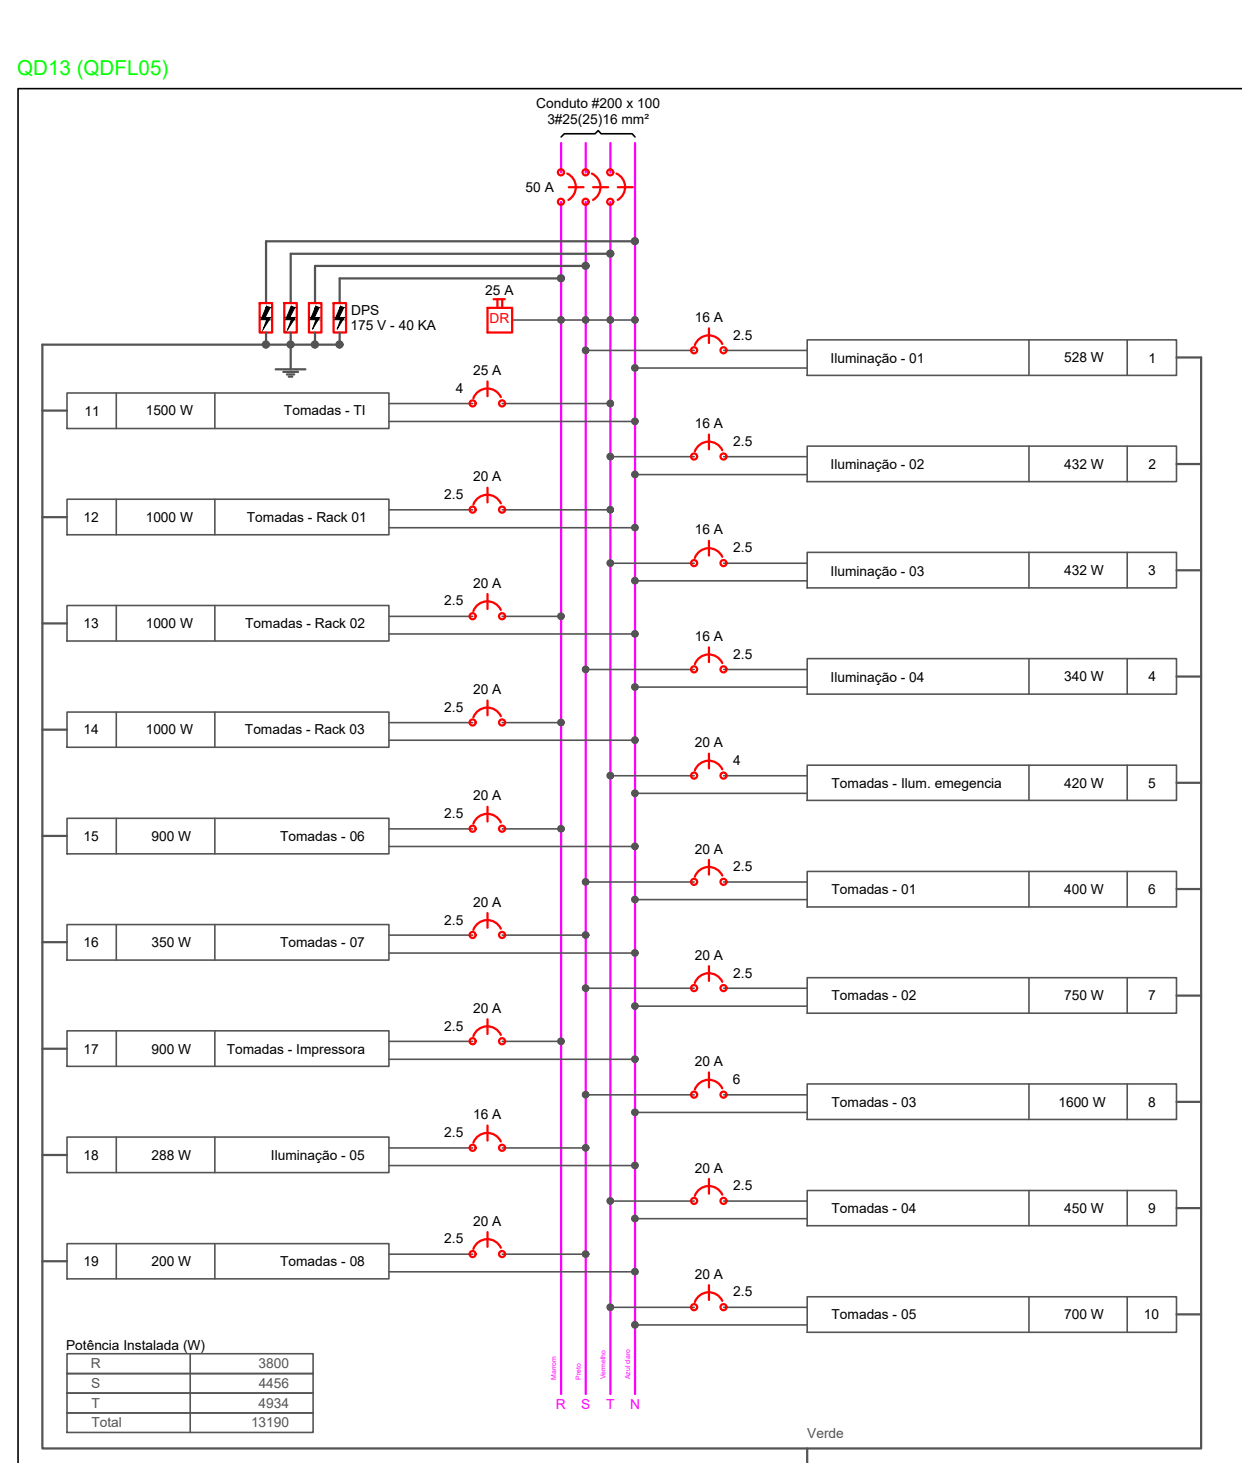 QD13 (QDFL05)
Conduto #200 x 100
3#25(25)16 mm²
50 A
DPS
175 V - 40 KA
25 A
DR
16 A
2.5
Iluminação - 01 528 W 1
25 A
4
11 1500 W Tomadas - TI
16 A
2.5
Iluminação - 02 432 W 2
20 A
2.5
12 1000 W Tomadas - Rack 01
16 A
2.5
Iluminação - 03 432 W 3
20 A
2.5
13 1000 W Tomadas - Rack 02
16 A
2.5
Iluminação - 04 340 W 4
20 A
2.5
14 1000 W Tomadas - Rack 03
20 A
4
Tomadas - Ilum. emegencia 420 W 5
20 A
2.5
15 900 W Tomadas - 06
20 A
2.5
Tomadas - 01 400 W 6
20 A
2.5
16 350 W Tomadas - 07
20 A
2.5
Tomadas - 02 750 W 7
20 A
2.5
17 900 W Tomadas - Impressora
20 A
6
Tomadas - 03 1600 W 8
16 A
2.5
18 288 W Iluminação - 05
20 A
2.5
Tomadas - 04 450 W 9
20 A
2.5
19 200 W Tomadas - 08
20 A
2.5
Tomadas - 05 700 W 10
Potência Instalada (W)
R 3800
S 4456
T 4934
Total 13190
Marrom
Preto
Vermelho
Azul claro
R S T N
Verde